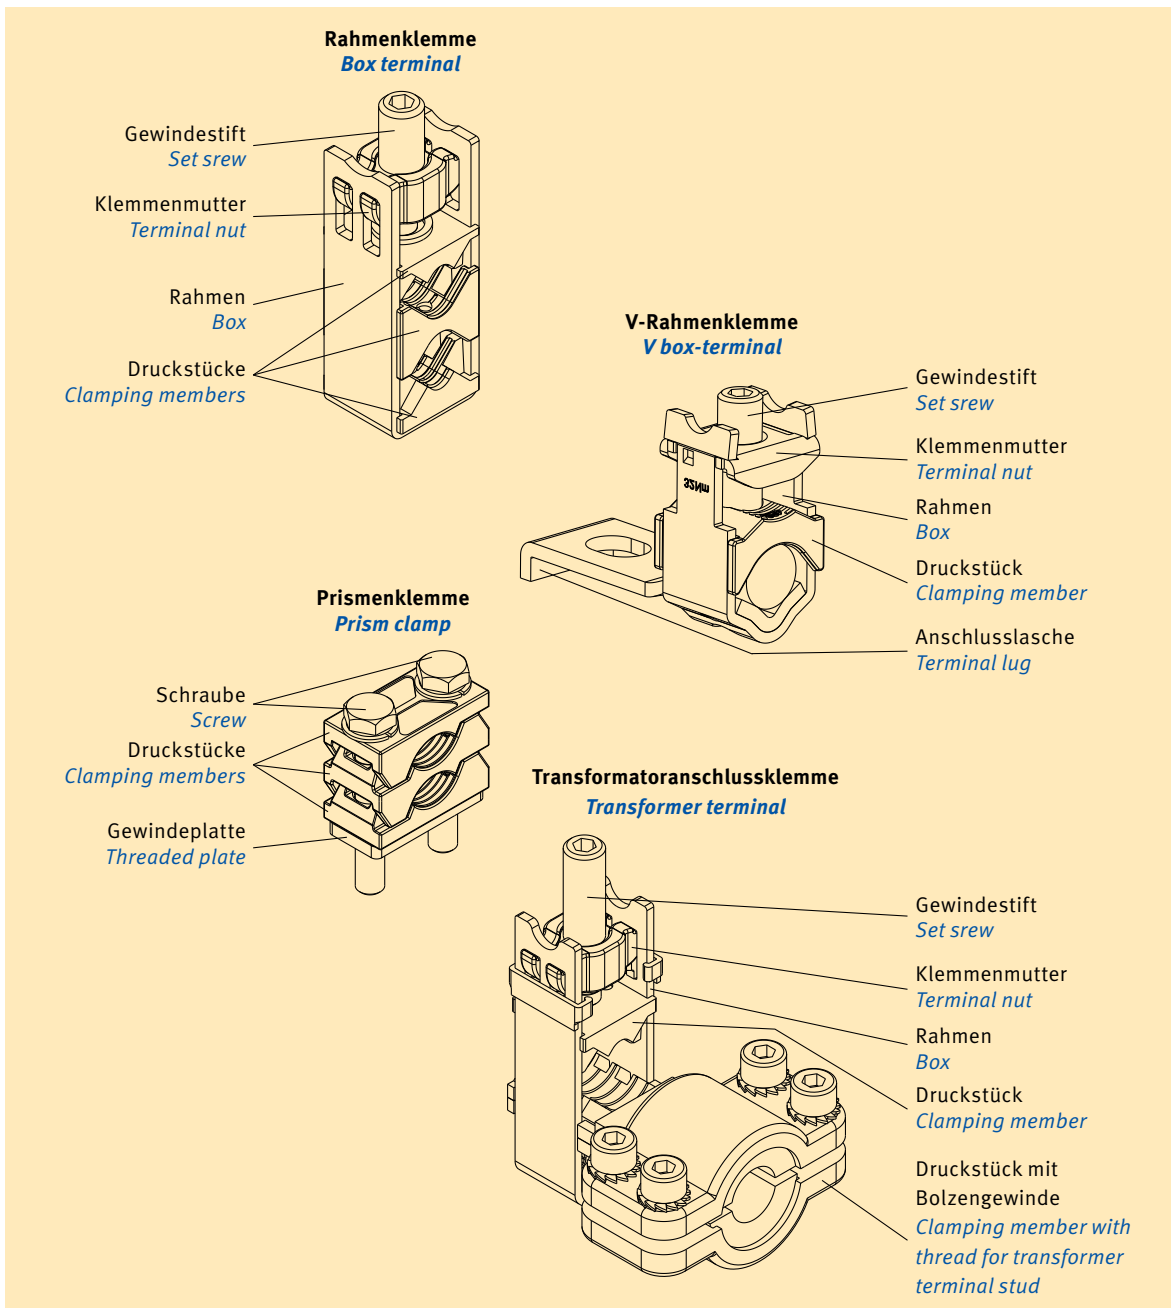 Rahmenklemme
Box terminal
Gewindestift
Set srew
Klemmenmutter
Terminal nut
Rahmen
Box
Druckstücke
Clamping members
V-Rahmenklemme
V box-terminal
Gewindestift
Set srew
Klemmenmutter
Terminal nut
Rahmen
Box
Druckstück
Clamping member
Anschlusslasche
Terminal lug
32Nm
Prismenklemme
Prism clamp
Schraube
Screw
Druckstücke
Clamping members
Gewindeplatte
Threaded plate
Transformatoranschlussklemme
Transformer terminal
Gewindestift
Set srew
Klemmenmutter
Terminal nut
Rahmen
Box
Druckstück
Clamping member
Druckstück mit
Bolzengewinde
Clamping member with
thread for transformer
terminal stud